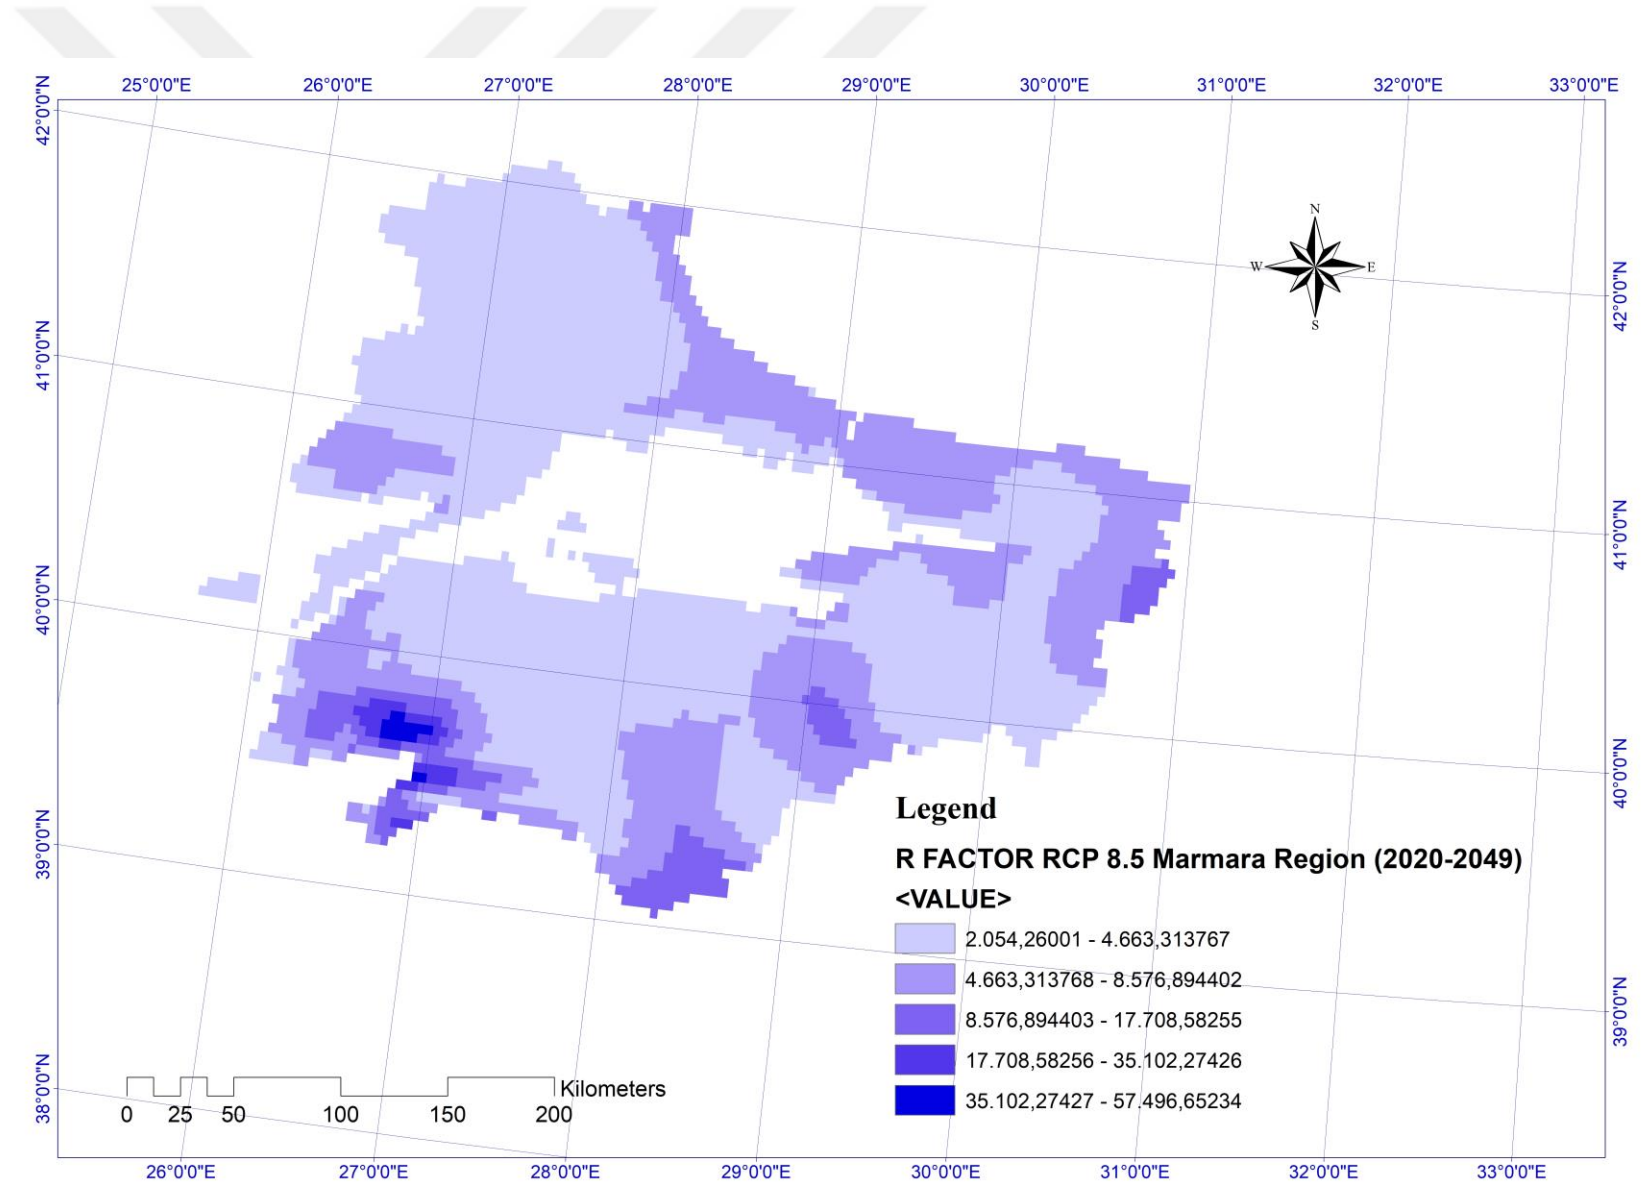 25°0'0"E 26°0'0"E 27°0'0"E 28°0'0"E 29°0'0"E 30°0'0"E 31°0'0"E 32°0'0"E 33°0'0"E
42°0'0"N
41°0'0"N
40°0'0"N
39°0'0"N
38°0'0"N
N
W E
S
42°0'0"N
41°0'0"N
40°0'0"N
39°0'0"N
Legend
R FACTOR RCP 8.5 Marmara Region (2020-2049)
<VALUE>
2.054,26001 - 4.663,313767
4.663,313768 - 8.576,894402
8.576,894403 - 17.708,58255
17.708,58256 - 35.102,27426
35.102,27427 - 57.496,65234
Kilometers
0 25 50 100 150 200
26°0'0"E 27°0'0"E 28°0'0"E 29°0'0"E 30°0'0"E 31°0'0"E 32°0'0"E 33°0'0"E